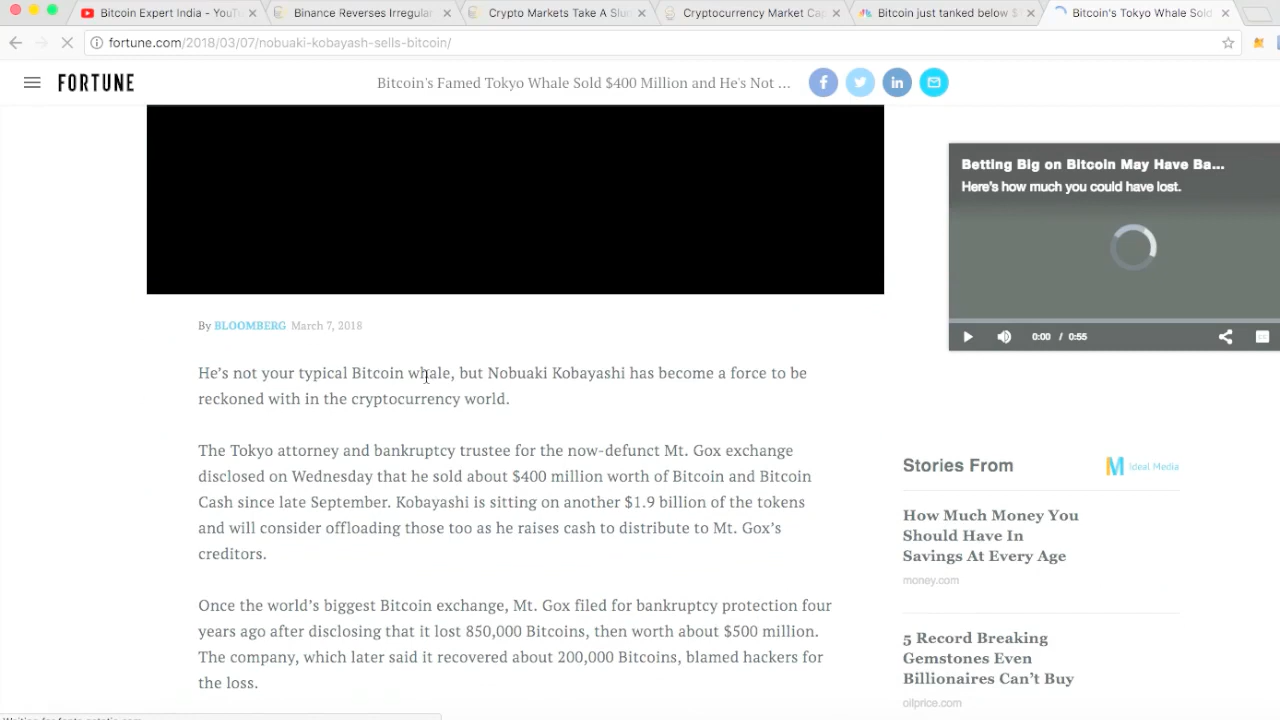 Bitcoin Expert India - YouTu
Binance Reverses Irregular
Crypto Markets Take A Slum
Cryptocurrency Market Cap
Bitcoin just tanked below $
Bitcoin's Tokyo Whale Sold
fortune.com/2018/03/07/nobuaki-kobayash-sells-bitcoin/
FORTUNE
Bitcoin's Famed Tokyo Whale Sold $400 Million and He's Not ...
Betting Big on Bitcoin May Have Ba...
Here's how much you could have lost.
0:00 / 0:55
By BLOOMBERG March 7, 2018
He's not your typical Bitcoin whale, but Nobuaki Kobayashi has become a force to be
reckoned with in the cryptocurrency world.
The Tokyo attorney and bankruptcy trustee for the now-defunct Mt. Gox exchange
disclosed on Wednesday that he sold about $400 million worth of Bitcoin and Bitcoin
Cash since late September. Kobayashi is sitting on another $1.9 billion of the tokens
and will consider offloading those too as he raises cash to distribute to Mt. Gox's
creditors.
Once the world's biggest Bitcoin exchange, Mt. Gox filed for bankruptcy protection four
years ago after disclosing that it lost 850,000 Bitcoins, then worth about $500 million.
The company, which later said it recovered about 200,000 Bitcoins, blamed hackers for
the loss.
Stories From
Ideal Media
How Much Money You
Should Have In
Savings At Every Age
money.com
5 Record Breaking
Gemstones Even
Billionaires Can't Buy
oilprice.com